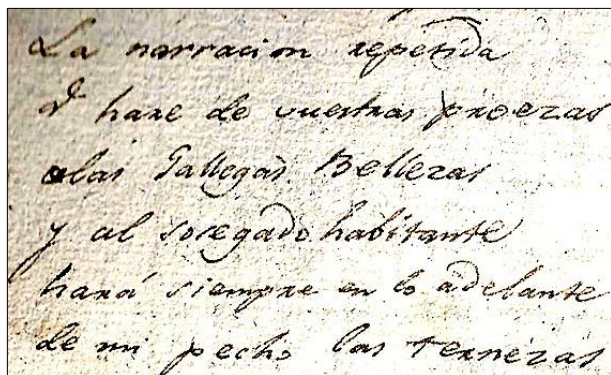 La narracion repetida
q̃ hare de vuestras proezas
a las Gallegas Bellezas
y al sosegado habitante
hará siempre en lo adelante
de mi pecho las ternezas